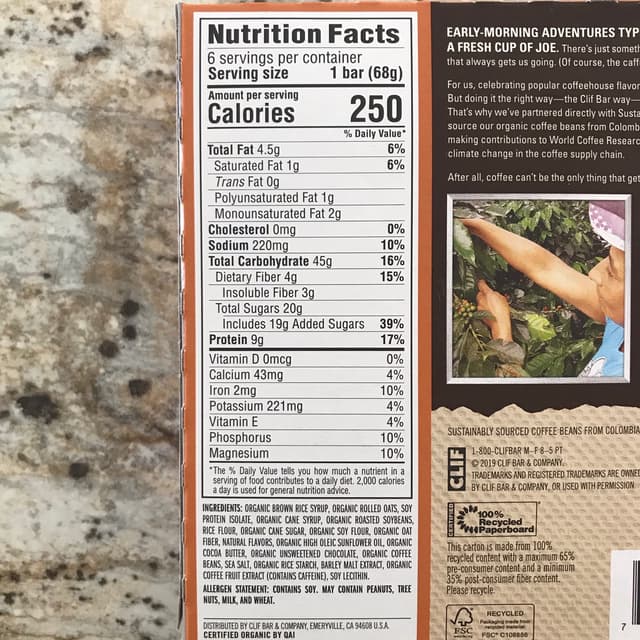 Nutrition Facts
6 servings per container
Serving size 1 bar (68g)
Amount per serving
Calories 250
% Daily Value*
Total Fat 4.5g 6%
Saturated Fat 1g 6%
Trans Fat 0g
Polyunsaturated Fat 1g
Monounsaturated Fat 2g
Cholesterol 0mg 0%
Sodium 220mg 10%
Total Carbohydrate 45g 16%
Dietary Fiber 4g 15%
Insoluble Fiber 3g
Total Sugars 20g
Includes 19g Added Sugars 39%
Protein 9g 17%
Vitamin D 0mcg 0%
Calcium 43mg 4%
Iron 2mg 10%
Potassium 221mg 4%
Vitamin E 4%
Phosphorus 10%
Magnesium 10%
*The % Daily Value tells you how much a nutrient in a
serving of food contributes to a daily diet. 2,000 calories
a day is used for general nutrition advice.
INGREDIENTS: ORGANIC BROWN RICE SYRUP, ORGANIC ROLLED OATS, SOY
PROTEIN ISOLATE, ORGANIC CANE SYRUP, ORGANIC ROASTED SOYBEANS,
RICE FLOUR, ORGANIC CANE SUGAR, ORGANIC SOY FLOUR, ORGANIC OAT
FIBER, NATURAL FLAVORS, ORGANIC HIGH OLEIC SUNFLOWER OIL, ORGANIC
COCOA BUTTER, ORGANIC UNSWEETENED CHOCOLATE, ORGANIC COFFEE
BEANS, SEA SALT, ORGANIC RICE STARCH, BARLEY MALT EXTRACT, ORGANIC
COFFEE FRUIT EXTRACT (CONTAINS CAFFEINE), SOY LECITHIN.
ALLERGEN STATEMENT: CONTAINS SOY. MAY CONTAIN PEANUTS, TREE
NUTS, MILK, AND WHEAT.
DISTRIBUTED BY CLIF BAR & COMPANY, EMERYVILLE, CA 94608 U.S.A.
CERTIFIED ORGANIC BY QAI
EARLY-MORNING ADVENTURES TYP
A FRESH CUP OF JOE. There's just someth
that always gets us going. (Of course, the caff
For us, celebrating popular coffeehouse flavor
But doing it the right way—the Clif Bar way—
That's why we've partnered directly with Susta
source our organic coffee beans from Colomb
making contributions to World Coffee Researc
climate change in the coffee supply chain.
After all, coffee can't be the only thing that get
SUSTAINABLY SOURCED COFFEE BEANS FROM COLOMBIA
CLIF
1-800-CLIFBAR M–F 8–5 PT
© 2019 CLIF BAR & COMPANY.
TRADEMARKS AND REGISTERED TRADEMARKS ARE OWNE
BY CLIF BAR & COMPANY, OR USED WITH PERMISSION
CERTIFIED
100%
Recycled
Paperboard
This carton is made from 100%
recycled content with a maximum 65%
pre-consumer content and a minimum
35% post-consumer fiber content.
Please recycle.
FSC
RECYCLED
Packaging made from
recycled material
FSC® C108886
7